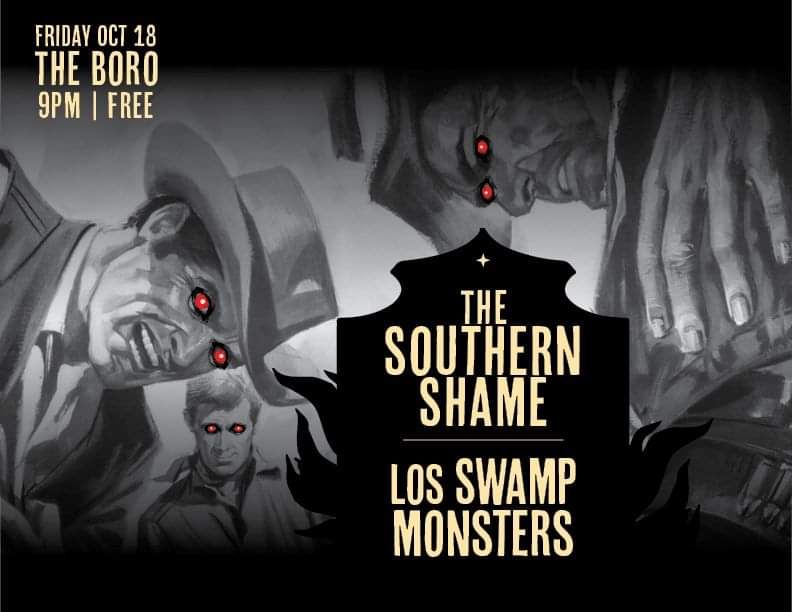 FRIDAY OCT 18
THE BORO
9PM | FREE
THE
SOUTHERN
SHAME
LOS SWAMP
MONSTERS